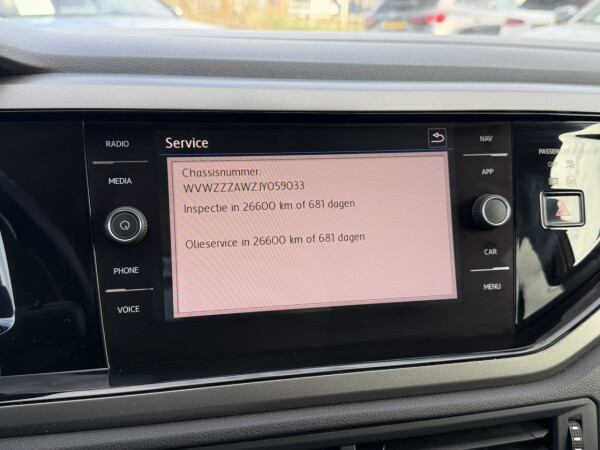 RADIO
MEDIA
PHONE
VOICE
Service
Chassisnummer:
WVWZZZAWZJY059033
Inspectie in 26600 km of 681 dagen
Olieservice in 26600 km of 681 dagen
NAV
APP
CAR
MENU